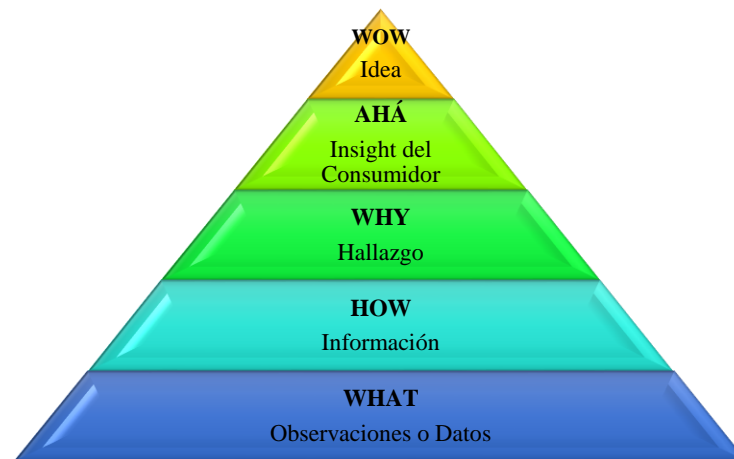 WOW
Idea
AHÁ
Insight del
Consumidor
WHY
Hallazgo
HOW
Información
WHAT
Observaciones o Datos